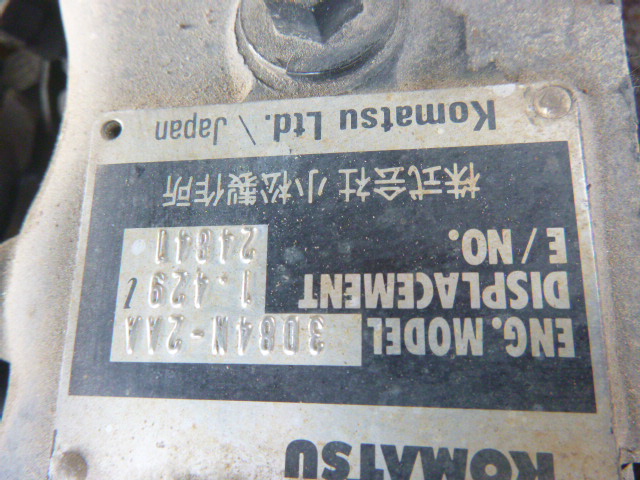 KOMATSU
ENG. MODEL 3D84N-2AA
DISPLACEMENT 1.429 ℓ
E/NO. 24841
株式会社 小松製作所
Komatsu Ltd. / Japan